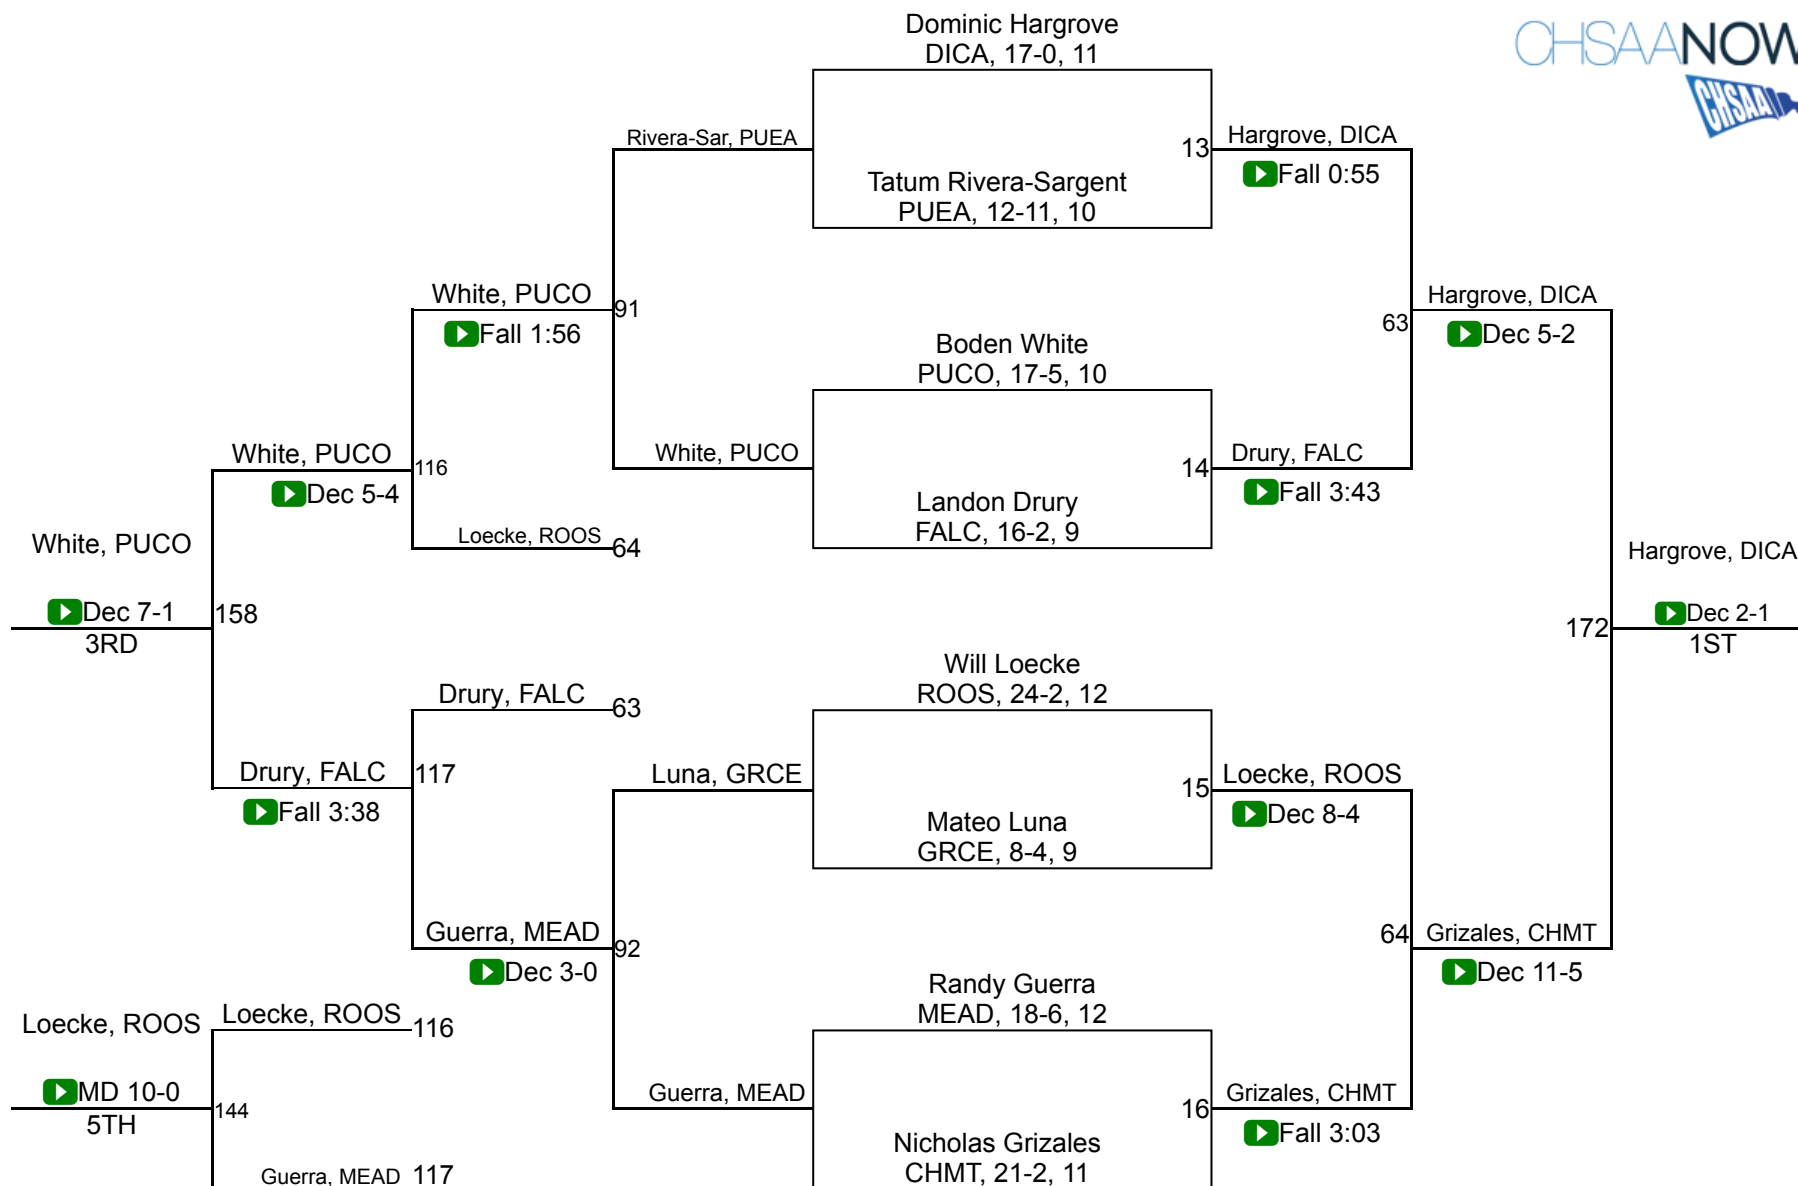 Dominic Hargrove
DICA, 17-0, 11
CHSAANOW
CHSAA
Rivera-Sar, PUEA
13
Hargrove, DICA
Fall 0:55
Tatum Rivera-Sargent
PUEA, 12-11, 10
White, PUCO
91
Fall 1:56
Hargrove, DICA
63
Dec 5-2
Boden White
PUCO, 17-5, 10
White, PUCO
116
Dec 5-4
White, PUCO
14
Drury, FALC
Fall 3:43
Landon Drury
FALC, 16-2, 9
Loecke, ROOS
64
White, PUCO
Dec 7-1
3RD
158
Hargrove, DICA
172
Dec 2-1
1ST
Will Loecke
ROOS, 24-2, 12
Drury, FALC
63
Drury, FALC
117
Fall 3:38
Luna, GRCE
15
Loecke, ROOS
Dec 8-4
Mateo Luna
GRCE, 8-4, 9
Guerra, MEAD
92
Dec 3-0
64
Grizales, CHMT
Dec 11-5
Randy Guerra
MEAD, 18-6, 12
Loecke, ROOS
Loecke, ROOS
116
MD 10-0
5TH
144
Guerra, MEAD
16
Grizales, CHMT
Fall 3:03
Nicholas Grizales
CHMT, 21-2, 11
Guerra, MEAD
117